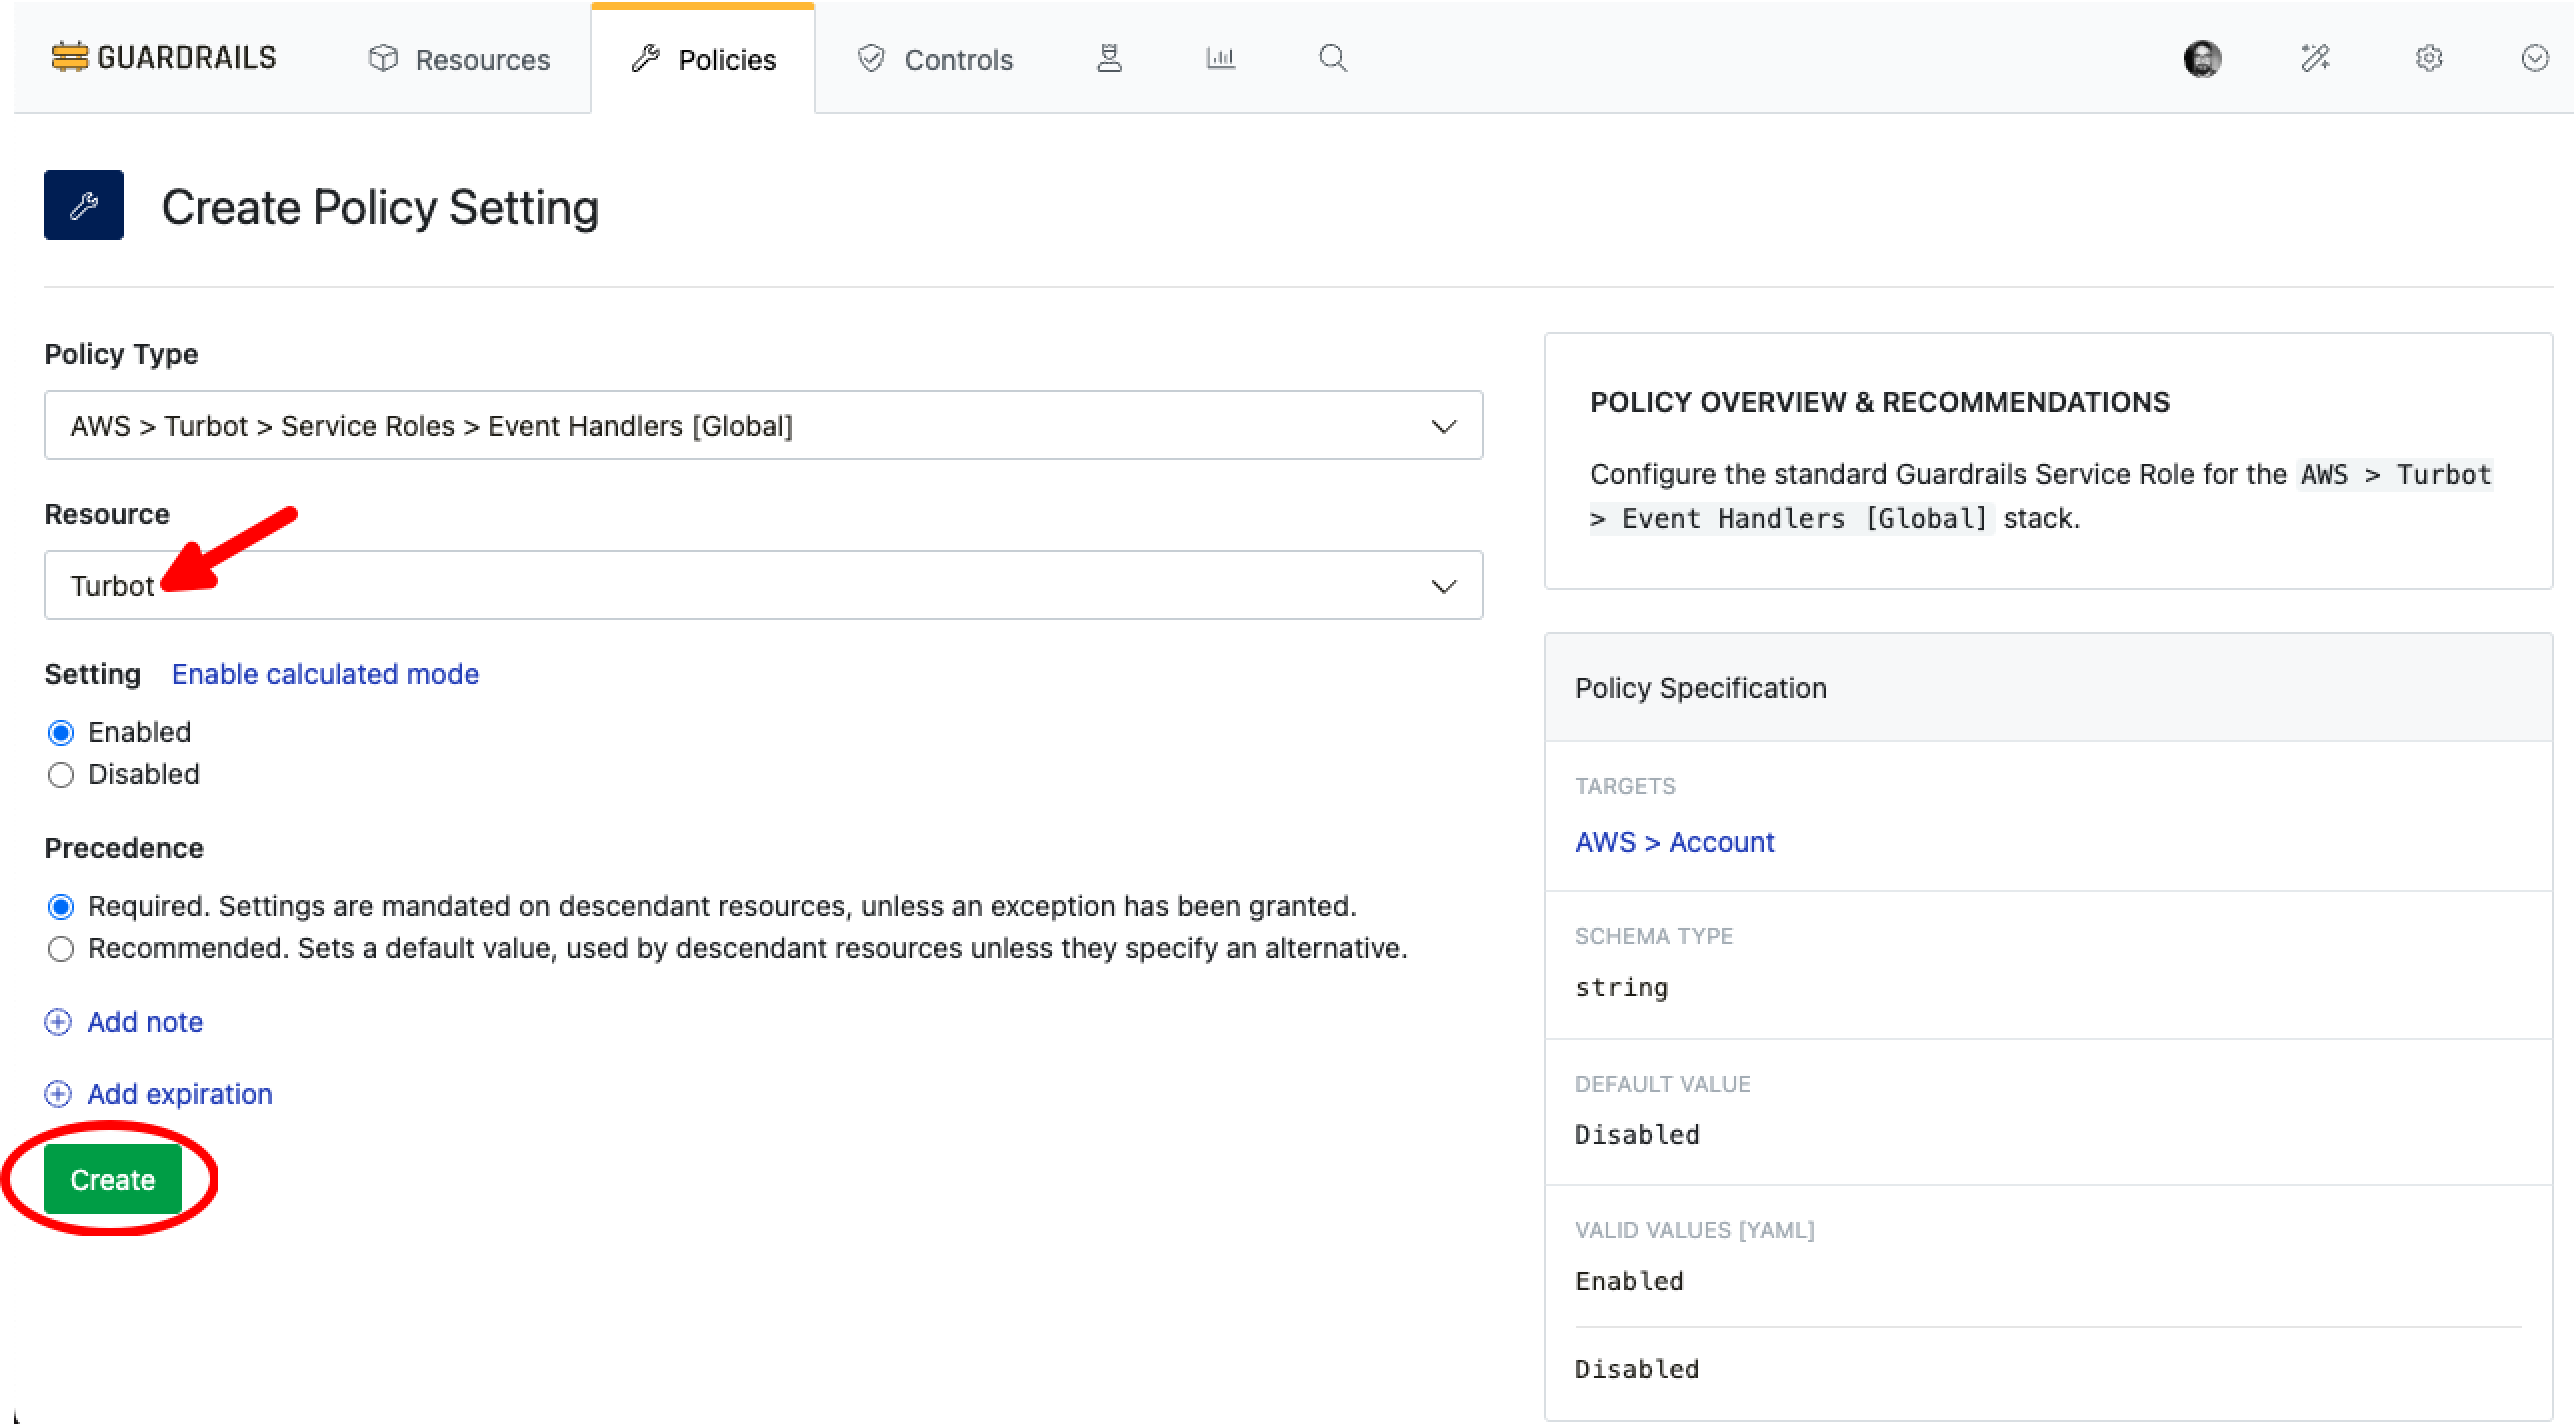 GUARDRAILS
Resources
Policies
Controls
Create Policy Setting
Policy Type
AWS > Turbot > Service Roles > Event Handlers [Global]
Resource
Turbot
Setting Enable calculated mode
Enabled
Disabled
Precedence
Required. Settings are mandated on descendant resources, unless an exception has been granted.
Recommended. Sets a default value, used by descendant resources unless they specify an alternative.
Add note
Add expiration
Create
POLICY OVERVIEW & RECOMMENDATIONS
Configure the standard Guardrails Service Role for the AWS > Turbot
> Event Handlers [Global] stack.
Policy Specification
TARGETS
AWS > Account
SCHEMA TYPE
string
DEFAULT VALUE
Disabled
VALID VALUES [YAML]
Enabled
Disabled